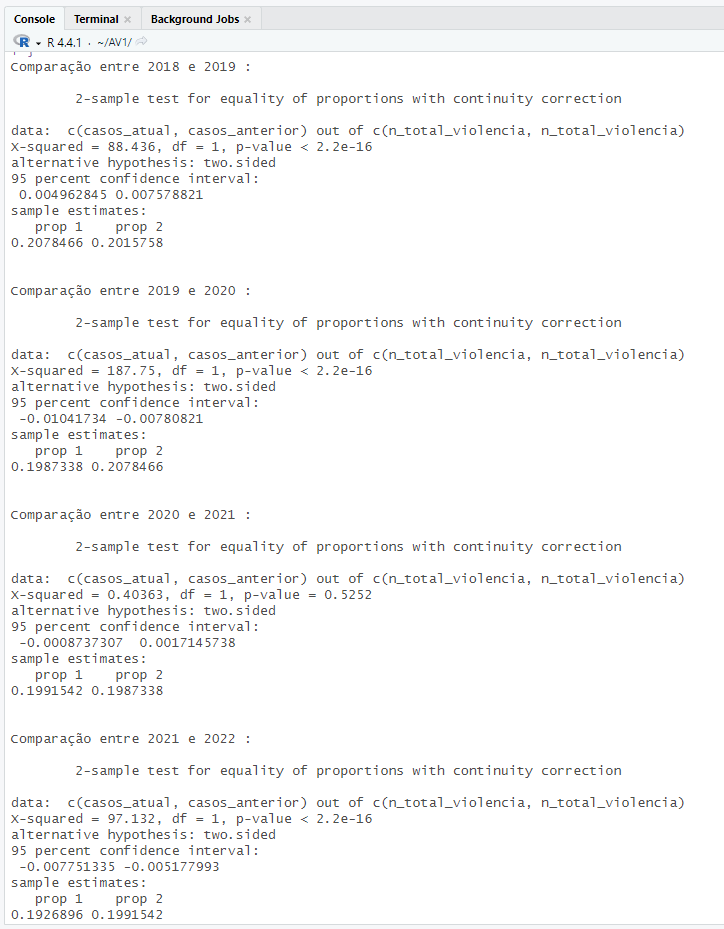 Console Terminal Background Jobs
R 4.4.1 · ~/AV1/
Comparação entre 2018 e 2019 :
2-sample test for equality of proportions with continuity correction
data: c(casos_atual, casos_anterior) out of c(n_total_violencia, n_total_violencia)
X-squared = 88.436, df = 1, p-value < 2.2e-16
alternative hypothesis: two.sided
95 percent confidence interval:
0.004962845 0.007578821
sample estimates:
prop 1 prop 2
0.2078466 0.2015758
Comparação entre 2019 e 2020 :
2-sample test for equality of proportions with continuity correction
data: c(casos_atual, casos_anterior) out of c(n_total_violencia, n_total_violencia)
X-squared = 187.75, df = 1, p-value < 2.2e-16
alternative hypothesis: two.sided
95 percent confidence interval:
-0.01041734 -0.00780821
sample estimates:
prop 1 prop 2
0.1987338 0.2078466
Comparação entre 2020 e 2021 :
2-sample test for equality of proportions with continuity correction
data: c(casos_atual, casos_anterior) out of c(n_total_violencia, n_total_violencia)
X-squared = 0.40363, df = 1, p-value = 0.5252
alternative hypothesis: two.sided
95 percent confidence interval:
-0.0008737307 0.0017145738
sample estimates:
prop 1 prop 2
0.1991542 0.1987338
Comparação entre 2021 e 2022 :
2-sample test for equality of proportions with continuity correction
data: c(casos_atual, casos_anterior) out of c(n_total_violencia, n_total_violencia)
X-squared = 97.132, df = 1, p-value < 2.2e-16
alternative hypothesis: two.sided
95 percent confidence interval:
-0.007751335 -0.005177993
sample estimates:
prop 1 prop 2
0.1926896 0.1991542